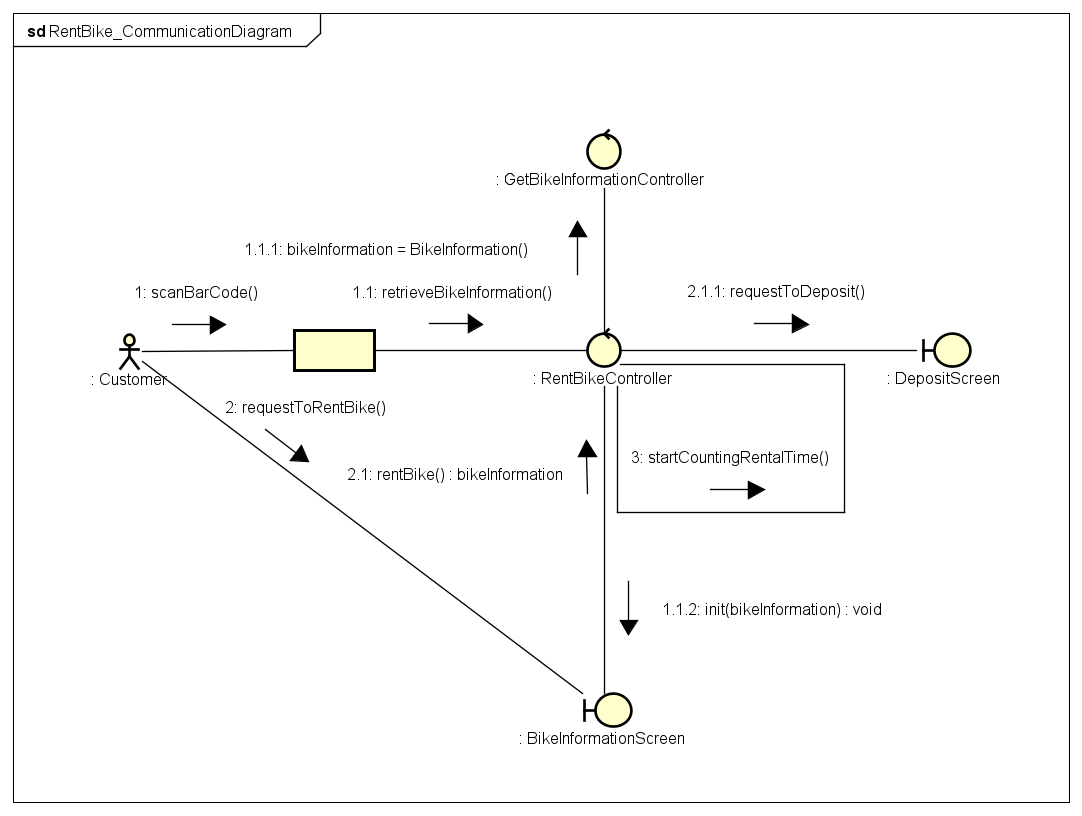 sd RentBike_CommunicationDiagram
: GetBikeInformationController
1.1.1: bikeInformation = BikeInformation()
1: scanBarCode()
1.1: retrieveBikeInformation()
2.1.1: requestToDeposit()
: Customer
: RentBikeController
: DepositScreen
2: requestToRentBike()
3: startCountingRentalTime()
2.1: rentBike() : bikeInformation
1.1.2: init(bikeInformation) : void
: BikeInformationScreen